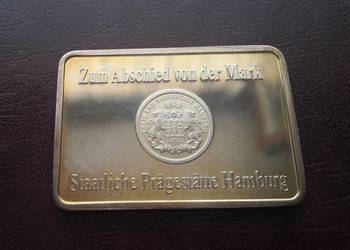 Zum Abschied von der Mark
Staatliche Prägestätte Hamburg